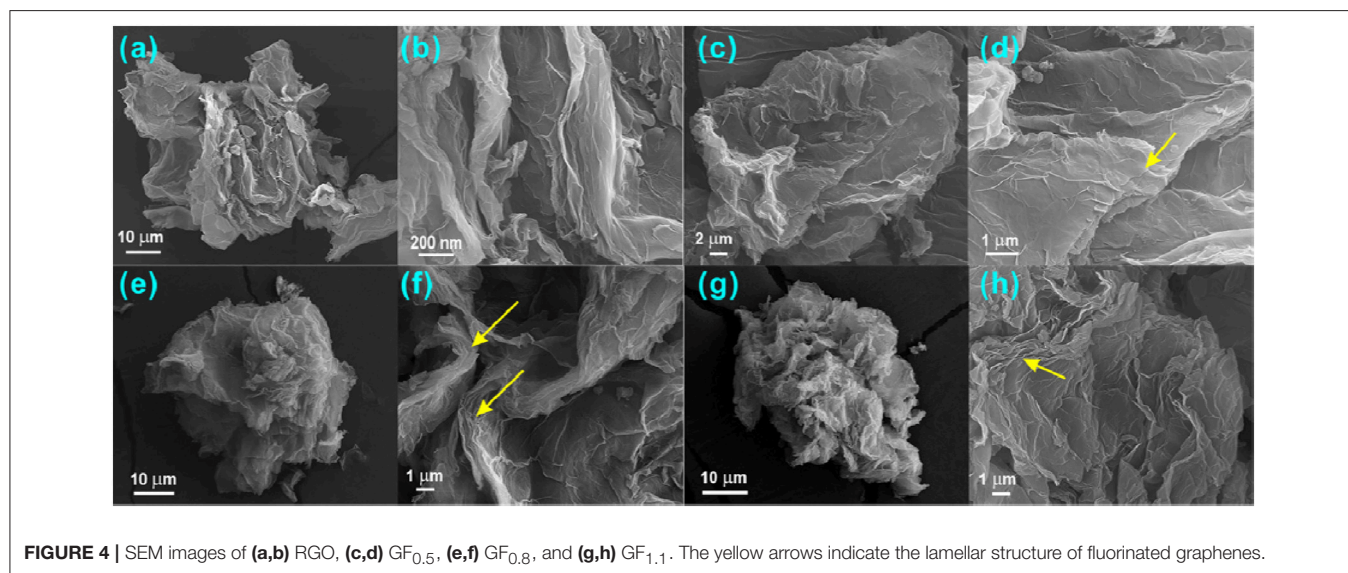 (a) (b) (c) (d)
10 μm 200 nm 2 μm 1 μm
(e) (f) (g) (h)
10 μm 1 μm 10 μm 1 μm
FIGURE 4 | SEM images of (a,b) RGO, (c,d) GF0.5, (e,f) GF0.8, and (g,h) GF1.1. The yellow arrows indicate the lamellar structure of fluorinated graphenes.